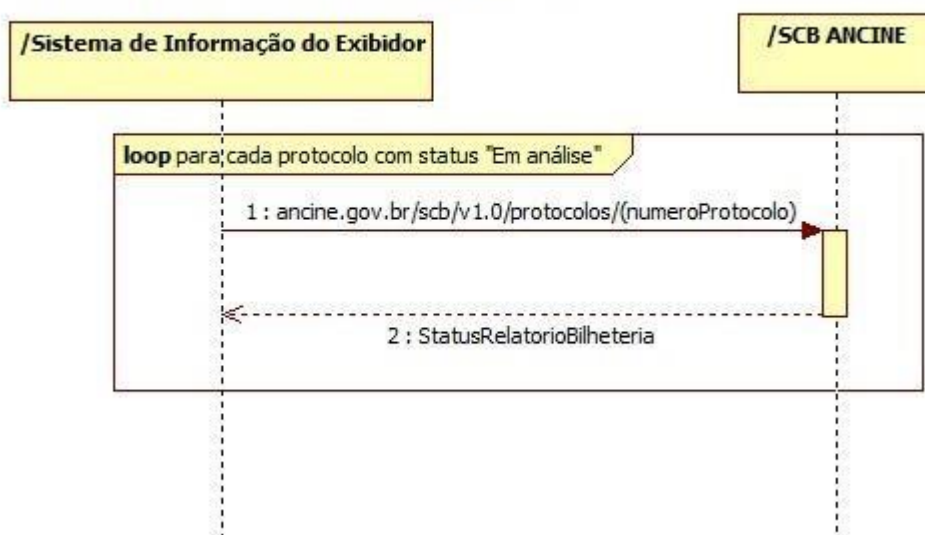 /Sistema de Informação do Exibidor
/SCB ANCINE
loop para cada protocolo com status "Em análise"
1 : ancine.gov.br/scb/v1.0/protocolos/(numeroProtocolo)
2 : StatusRelatorioBilheteria